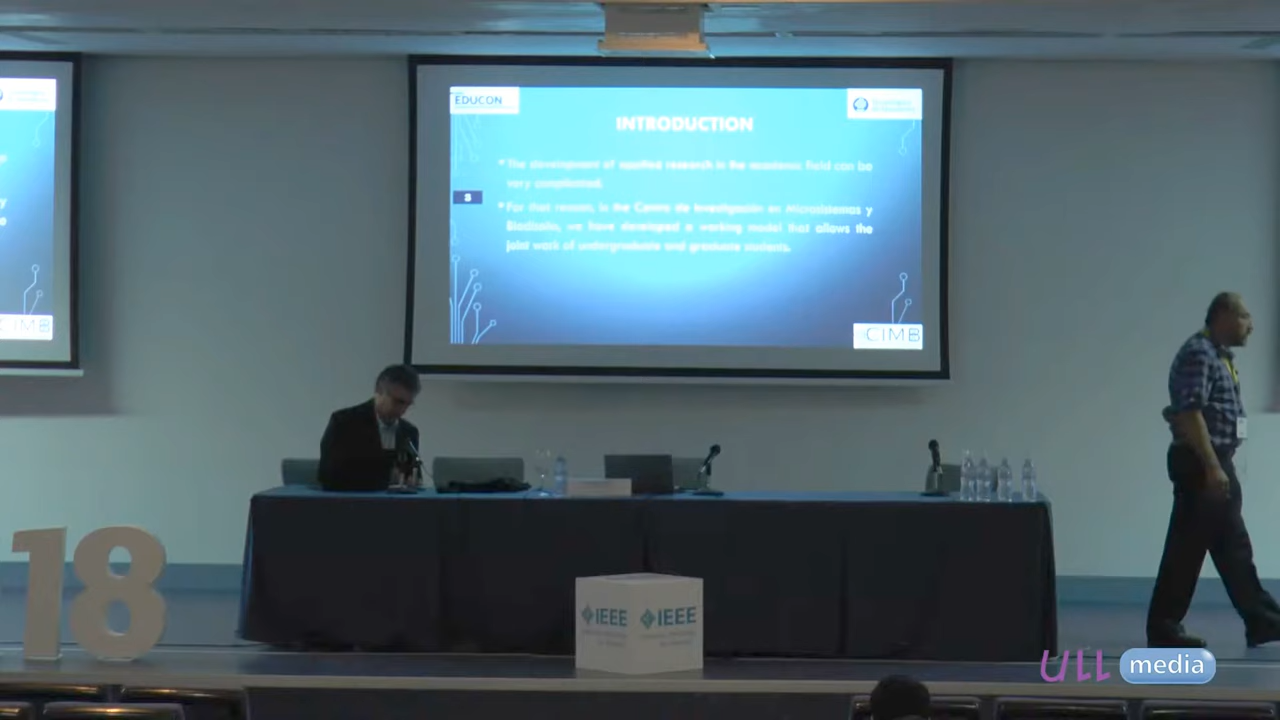 EDUCON
INTRODUCTION
The development of applied research in the academic field can be
very complicated.
8
For that reason, in the Centro de Investigación en Microsistemas y
Biodiseño, we have developed a working model that allows the
joint work of undergraduate and graduate students.
CIMB
y
CIMB
18
IEEE
IEEE
ULL
media